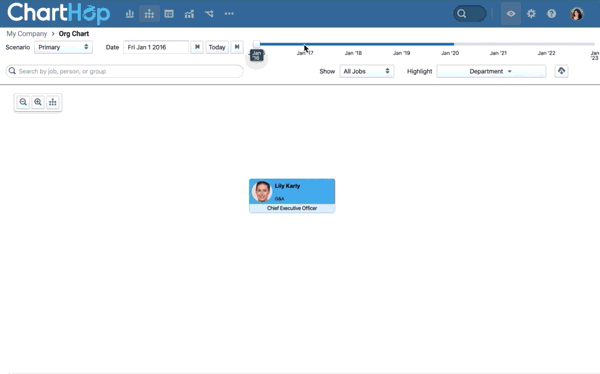 ChartHop
My Company > Org Chart
Scenario Primary Date Fri Jan 1 2016 Today
Jan '16 Jan '17 Jan '18 Jan '19 Jan '20 Jan '21 Jan '22 Jan '23
Search by job, person, or group
Show All Jobs Highlight Department
Lily Karly
G&A
Chief Executive Officer